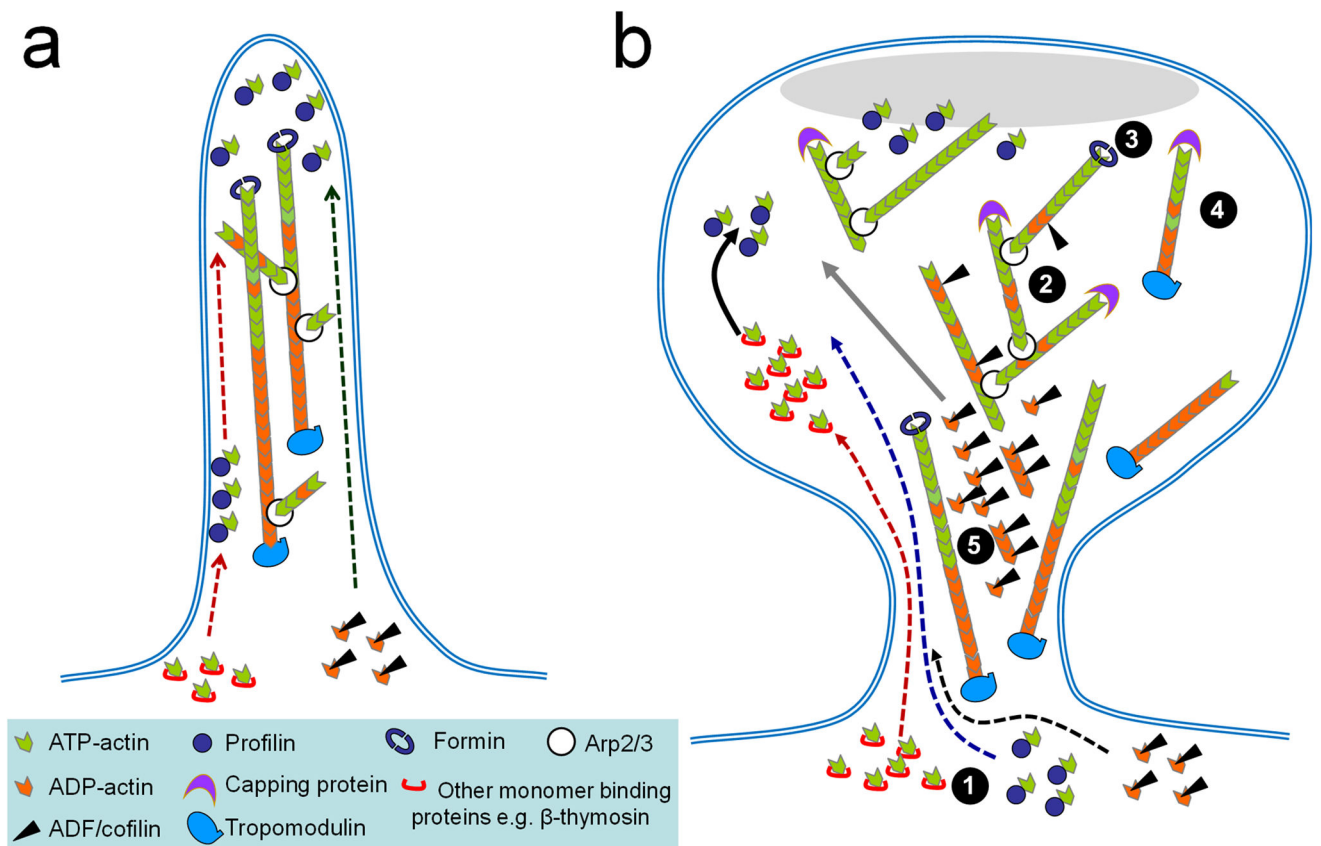 a
b
3
4
2
5
1
ATP-actin
Profilin
Formin
Arp2/3
ADP-actin
Capping protein
Other monomer binding
proteins e.g. β-thymosin
ADF/cofilin
Tropomodulin